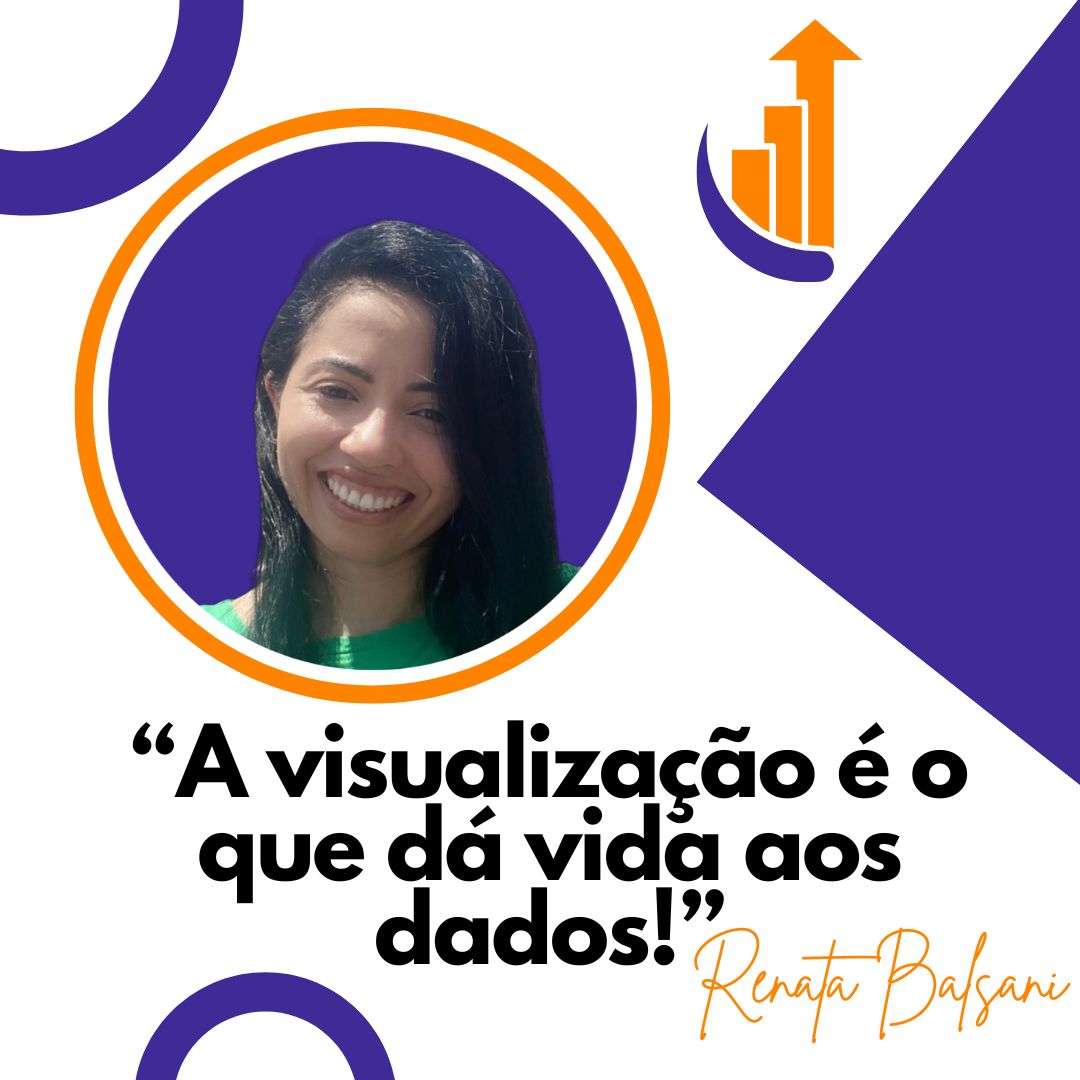 “A visualização é o
que dá vida aos
dados!”
Renata Balsani